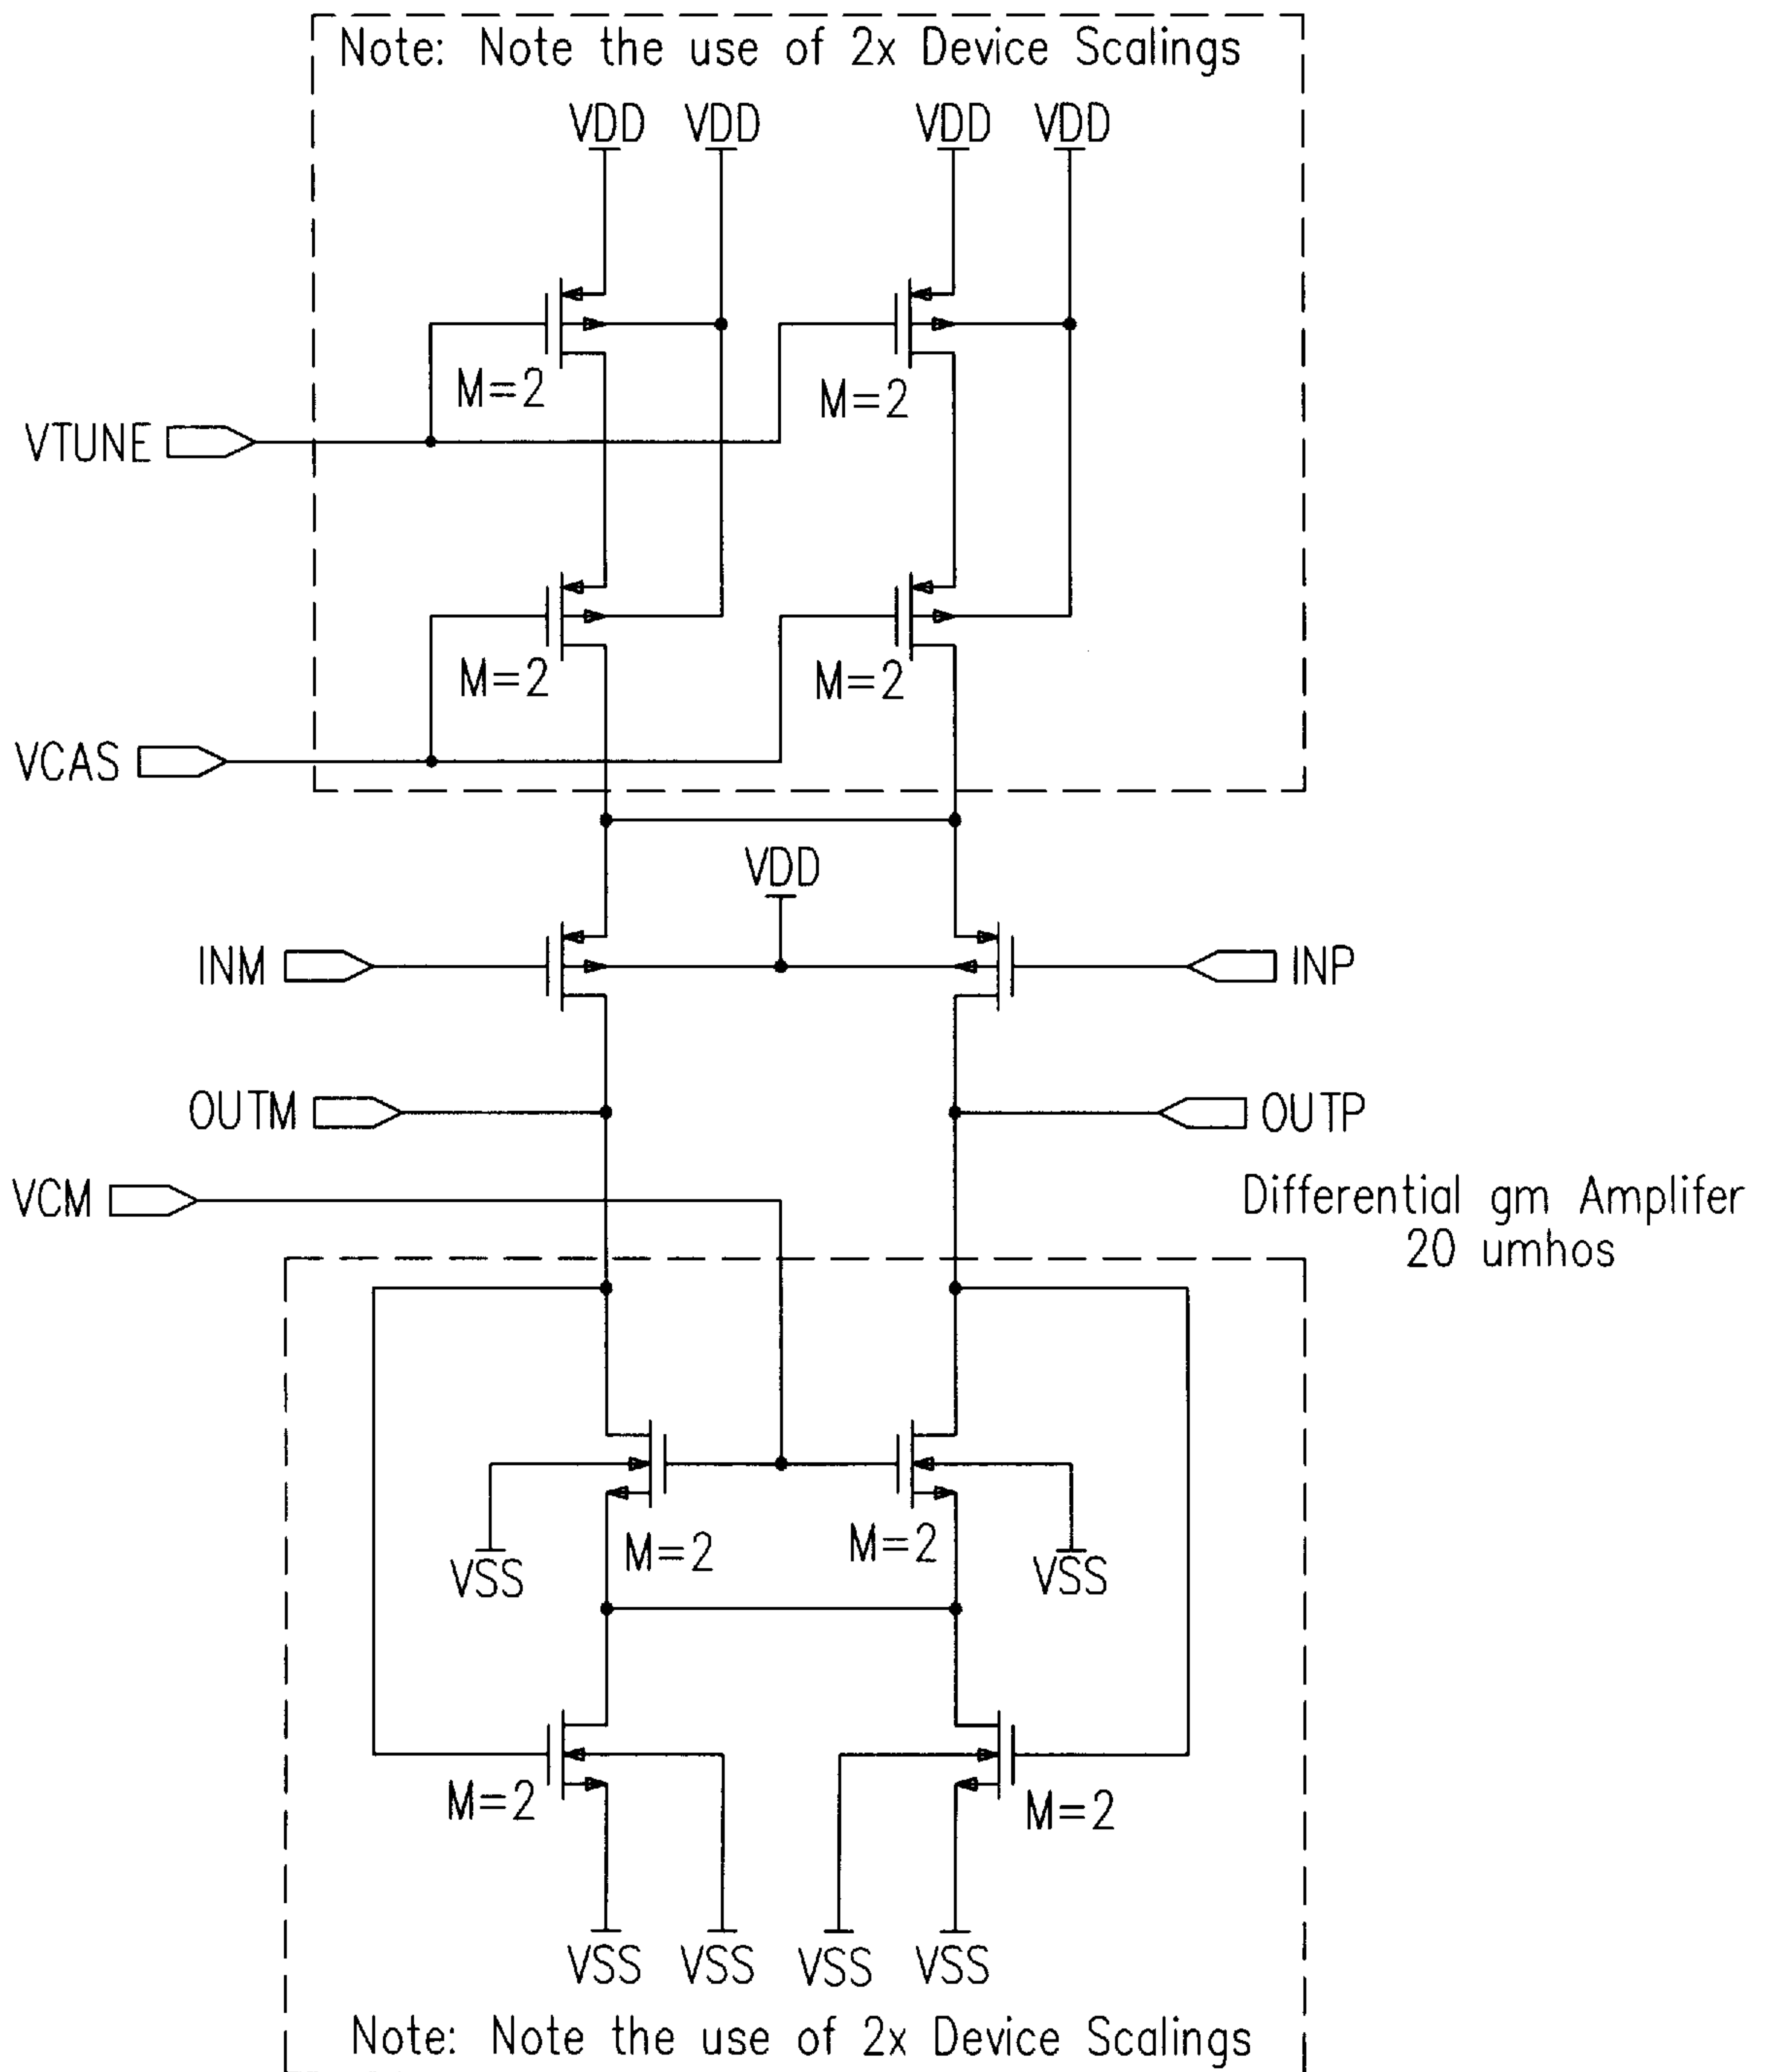 Note: Note the use of 2x Device Scalings
VDD VDD VDD VDD
M=2 M=2
VTUNE
M=2 M=2
VCAS
VDD
INM INP
OUTM OUTP
VCM
Differential gm Amplifer
20 umhos
M=2 M=2
VSS VSS
M=2 M=2
VSS VSS VSS VSS
Note: Note the use of 2x Device Scalings